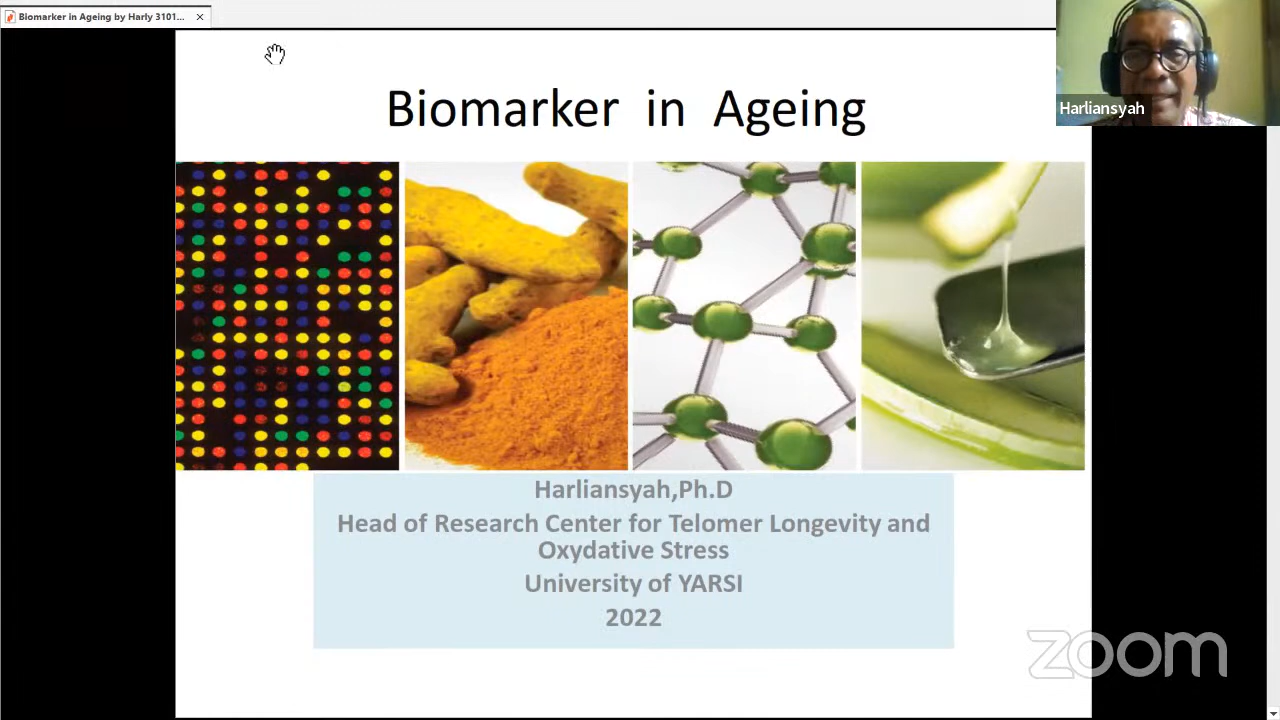 Biomarker in Ageing by Harly 3101...
Harliansyah
Biomarker in Ageing
Harliansyah,Ph.D
Head of Research Center for Telomer Longevity and
Oxydative Stress
University of YARSI
2022
zoom